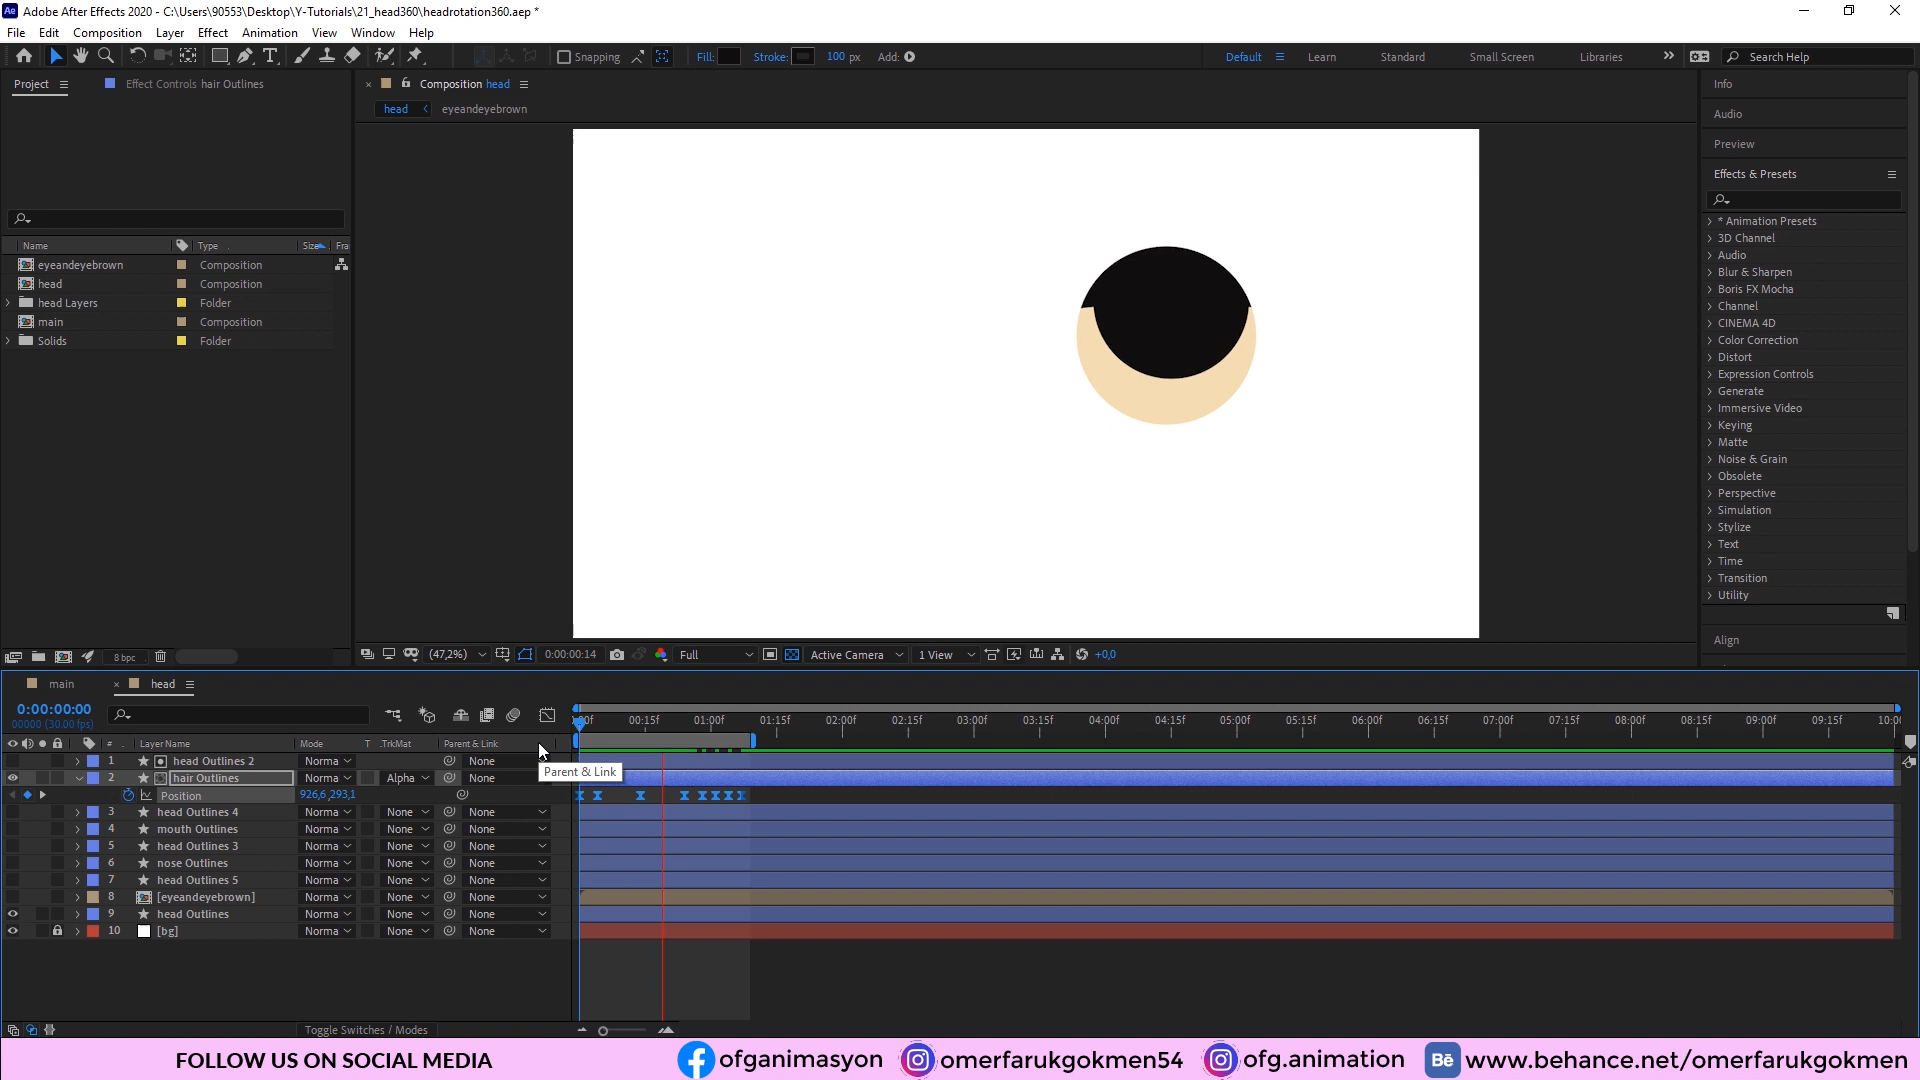 Adobe After Effects 2020 - C:\Users\90553\Desktop\Y-Tutorials\21_head360\headrotation360.aep *
File Edit Composition Layer Effect Animation View Window Help
Snapping Fill: Stroke: 100 px Add: Default Learn Standard Small Screen Libraries Search Help
Project Effect Controls hair Outlines
Composition head
head eyeandeyebrown
Name Type Size Fra
eyeandeyebrown Composition
head Composition
head Layers Folder
main Composition
Solids Folder
8 bpc
(47,2%) 0:00:00:14 Full Active Camera 1 View +0,0
Info
Audio
Preview
Effects & Presets
* Animation Presets
3D Channel
Audio
Blur & Sharpen
Boris FX Mocha
Channel
CINEMA 4D
Color Correction
Distort
Expression Controls
Generate
Immersive Video
Keying
Matte
Noise & Grain
Obsolete
Perspective
Simulation
Stylize
Text
Time
Transition
Utility
Align
main head
0:00:00:00
00000 (30.00 fps)
00f 00:15f 01:00f 01:15f 02:00f 02:15f 03:00f 03:15f 04:00f 04:15f 05:00f 05:15f 06:00f 06:15f 07:00f 07:15f 08:00f 08:15f 09:00f 09:15f 10:00
# Layer Name Mode T .TrkMat Parent & Link
1 head Outlines 2 Norma None
Parent & Link
2 hair Outlines Norma Alpha None
Position 926,6,293,1
3 head Outlines 4 Norma None None
4 mouth Outlines Norma None None
5 head Outlines 3 Norma None None
6 nose Outlines Norma None None
7 head Outlines 5 Norma None None
8 [eyeandeyebrown] Norma None None
9 head Outlines Norma None None
10 [bg] Norma None None
Toggle Switches / Modes
FOLLOW US ON SOCIAL MEDIA ofganimasyon omerfarukgokmen54 ofg.animation Bē www.behance.net/omerfarukgokmen